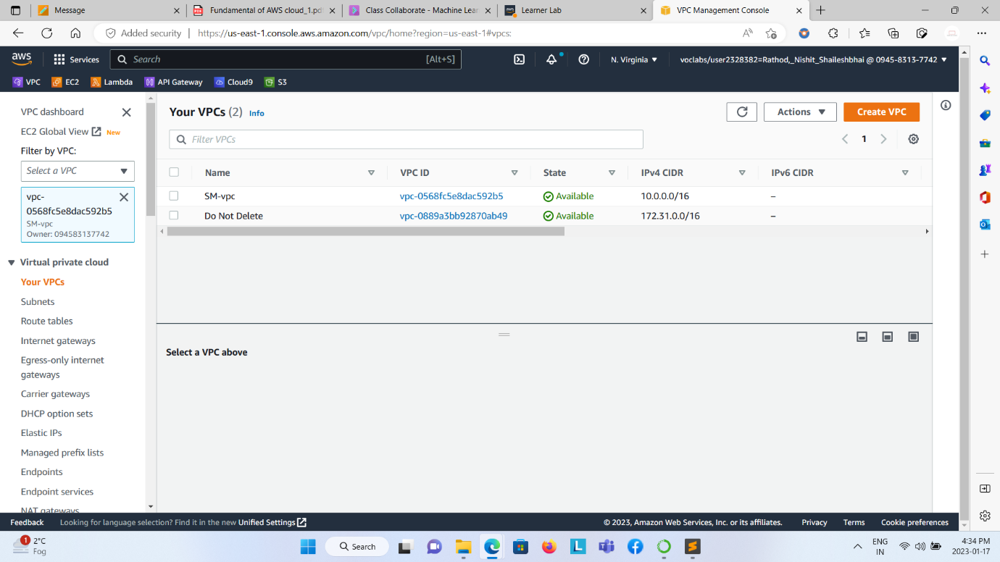 Message
Fundamental of AWS cloud_1.pdf
Class Collaborate - Machine Lear
Learner Lab
VPC Management Console
Added security
https://us-east-1.console.aws.amazon.com/vpc/home?region=us-east-1#vpcs:
aws
Services
Search
[Alt+S]
N. Virginia
voclabs/user2328382=Rathod,_Nishit_Shaileshbhai @ 0945-8313-7742
VPC
EC2
Lambda
API Gateway
Cloud9
S3
VPC dashboard
EC2 Global View New
Filter by VPC:
Select a VPC
vpc-
0568fc5e8dac592b5
SM-vpc
Owner: 094583137742
Virtual private cloud
Your VPCs
Subnets
Route tables
Internet gateways
Egress-only internet
gateways
Carrier gateways
DHCP option sets
Elastic IPs
Managed prefix lists
Endpoints
Endpoint services
NAT gateways
Your VPCs (2) Info
Actions
Create VPC
Filter VPCs
1
Name VPC ID State IPv4 CIDR IPv6 CIDR
SM-vpc vpc-0568fc5e8dac592b5 Available 10.0.0.0/16 –
Do Not Delete vpc-0889a3bb92870ab49 Available 172.31.0.0/16 –
Select a VPC above
Feedback
Looking for language selection? Find it in the new Unified Settings
© 2023, Amazon Web Services, Inc. or its affiliates.
Privacy
Terms
Cookie preferences
1
2°C
Fog
Search
L
ENG
IN
4:34 PM
2023-01-17